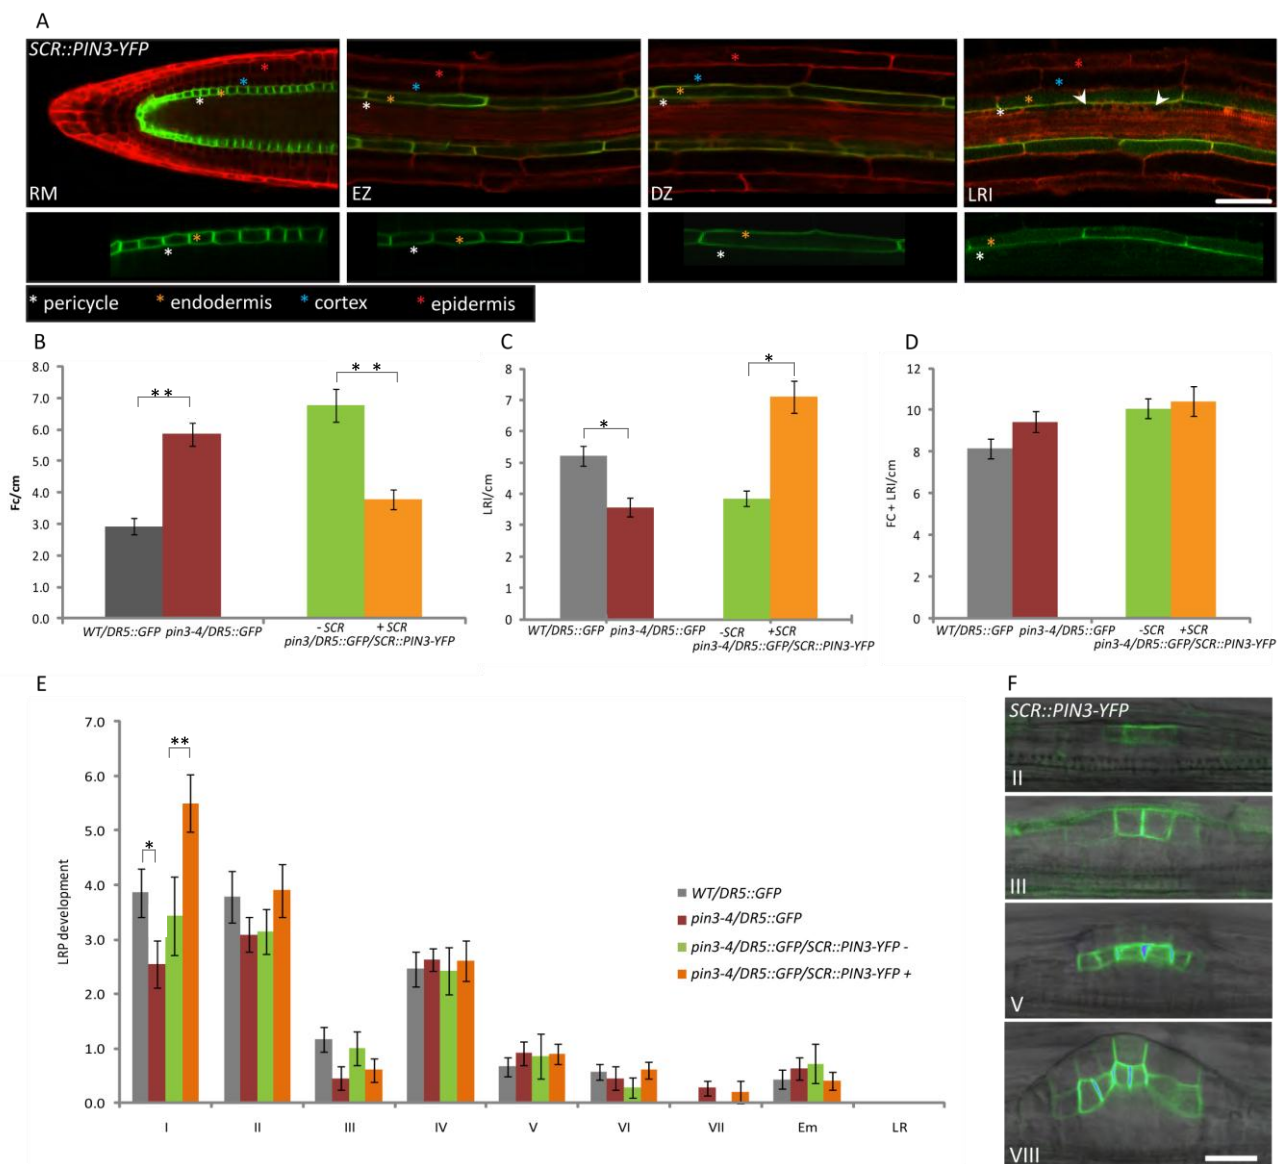 A
SCR::PIN3-YFP
RM
EZ
DZ
LRI
* pericycle * endodermis * cortex * epidermis
B
8.0
7.0
6.0
5.0
4.0
3.0
2.0
1.0
0.0
Fc/cm
**
* *
WT/DR5::GFP pin3-4/DR5::GFP
- SCR + SCR
pin3/DR5::GFP/SCR::PIN3-YFP
C
8
7
6
5
4
3
2
1
0
LRI/cm
*
*
WT/DR5::GFP pin3-4/DR5::GFP
-SCR +SCR
pin3-4/DR5::GFP/SCR::PIN3-YFP
D
12
10
8
6
4
2
0
FC + LRI/cm
WT/DR5::GFP pin3-4/DR5::GFP
-SCR +SCR
pin3-4/DR5::GFP/SCR::PIN3-YFP
E
7.0
6.0
5.0
4.0
3.0
2.0
1.0
0.0
LRP development
*
**
I II III IV V VI VII Em LR
WT/DR5::GFP
pin3-4/DR5::GFP
pin3-4/DR5::GFP/SCR::PIN3-YFP -
pin3-4/DR5::GFP/SCR::PIN3-YFP +
F
SCR::PIN3-YFP
II
III
V
VIII